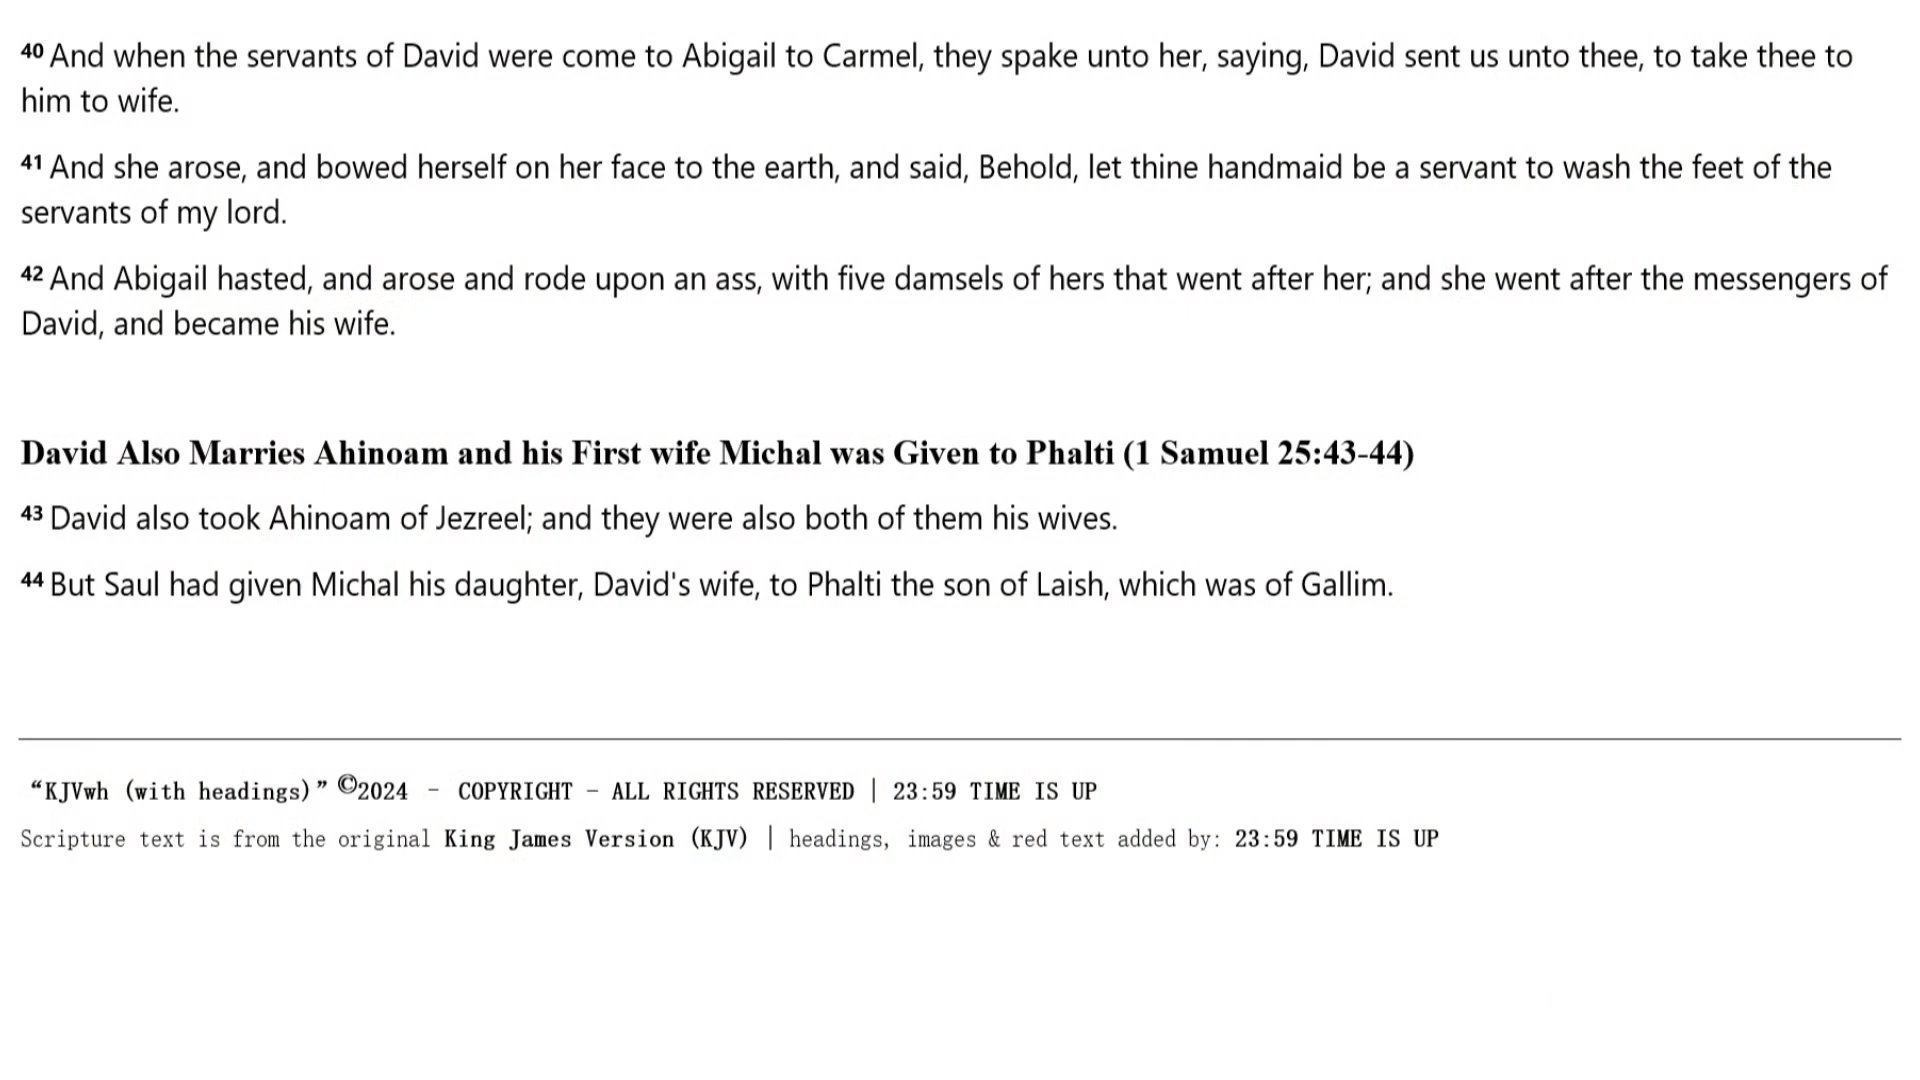 40 And when the servants of David were come to Abigail to Carmel, they spake unto her, saying, David sent us unto thee, to take thee to
him to wife.
41 And she arose, and bowed herself on her face to the earth, and said, Behold, let thine handmaid be a servant to wash the feet of the
servants of my lord.
42 And Abigail hasted, and arose and rode upon an ass, with five damsels of hers that went after her; and she went after the messengers of
David, and became his wife.
David Also Marries Ahinoam and his First wife Michal was Given to Phalti (1 Samuel 25:43-44)
43 David also took Ahinoam of Jezreel; and they were also both of them his wives.
44 But Saul had given Michal his daughter, David's wife, to Phalti the son of Laish, which was of Gallim.
“KJVwh (with headings)” ©2024 - COPYRIGHT – ALL RIGHTS RESERVED | 23:59 TIME IS UP
Scripture text is from the original King James Version (KJV) | headings, images & red text added by: 23:59 TIME IS UP